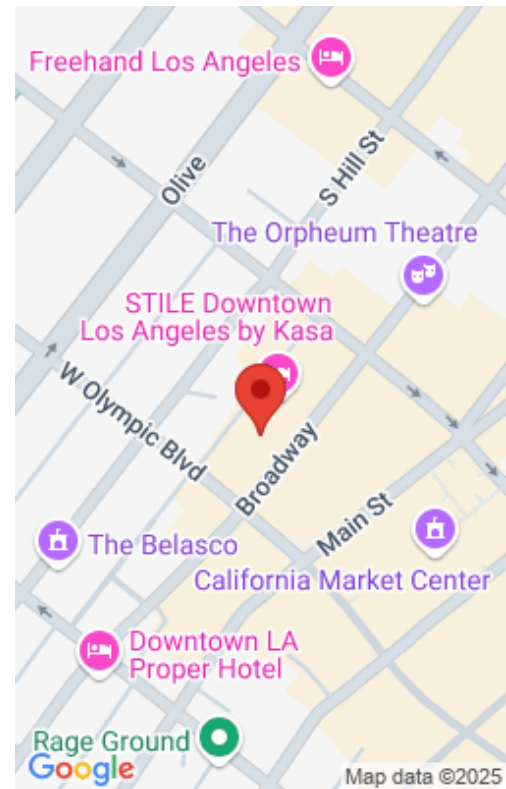 Freehand Los Angeles
Olive
S Hill St
The Orpheum Theatre
STILE Downtown
Los Angeles by Kasa
W Olympic Blvd
Broadway
Main St
The Belasco
California Market Center
Downtown LA
Proper Hotel
Rage Ground
Google
Map data ©2025